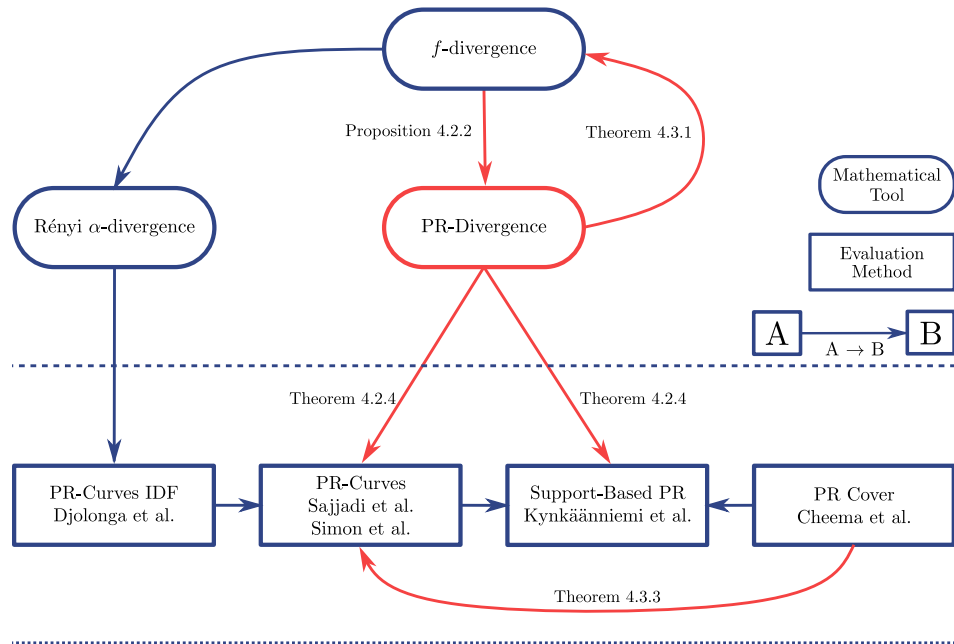 f-divergence
Proposition 4.2.2
Theorem 4.3.1
Mathematical
Tool
Rényi α-divergence
PR-Divergence
Evaluation
Method
A
B
A → B
Theorem 4.2.4
Theorem 4.2.4
PR-Curves IDF
Djolonga et al.
PR-Curves
Sajjadi et al.
Simon et al.
Support-Based PR
Kynkäänniemi et al.
PR Cover
Cheema et al.
Theorem 4.3.3